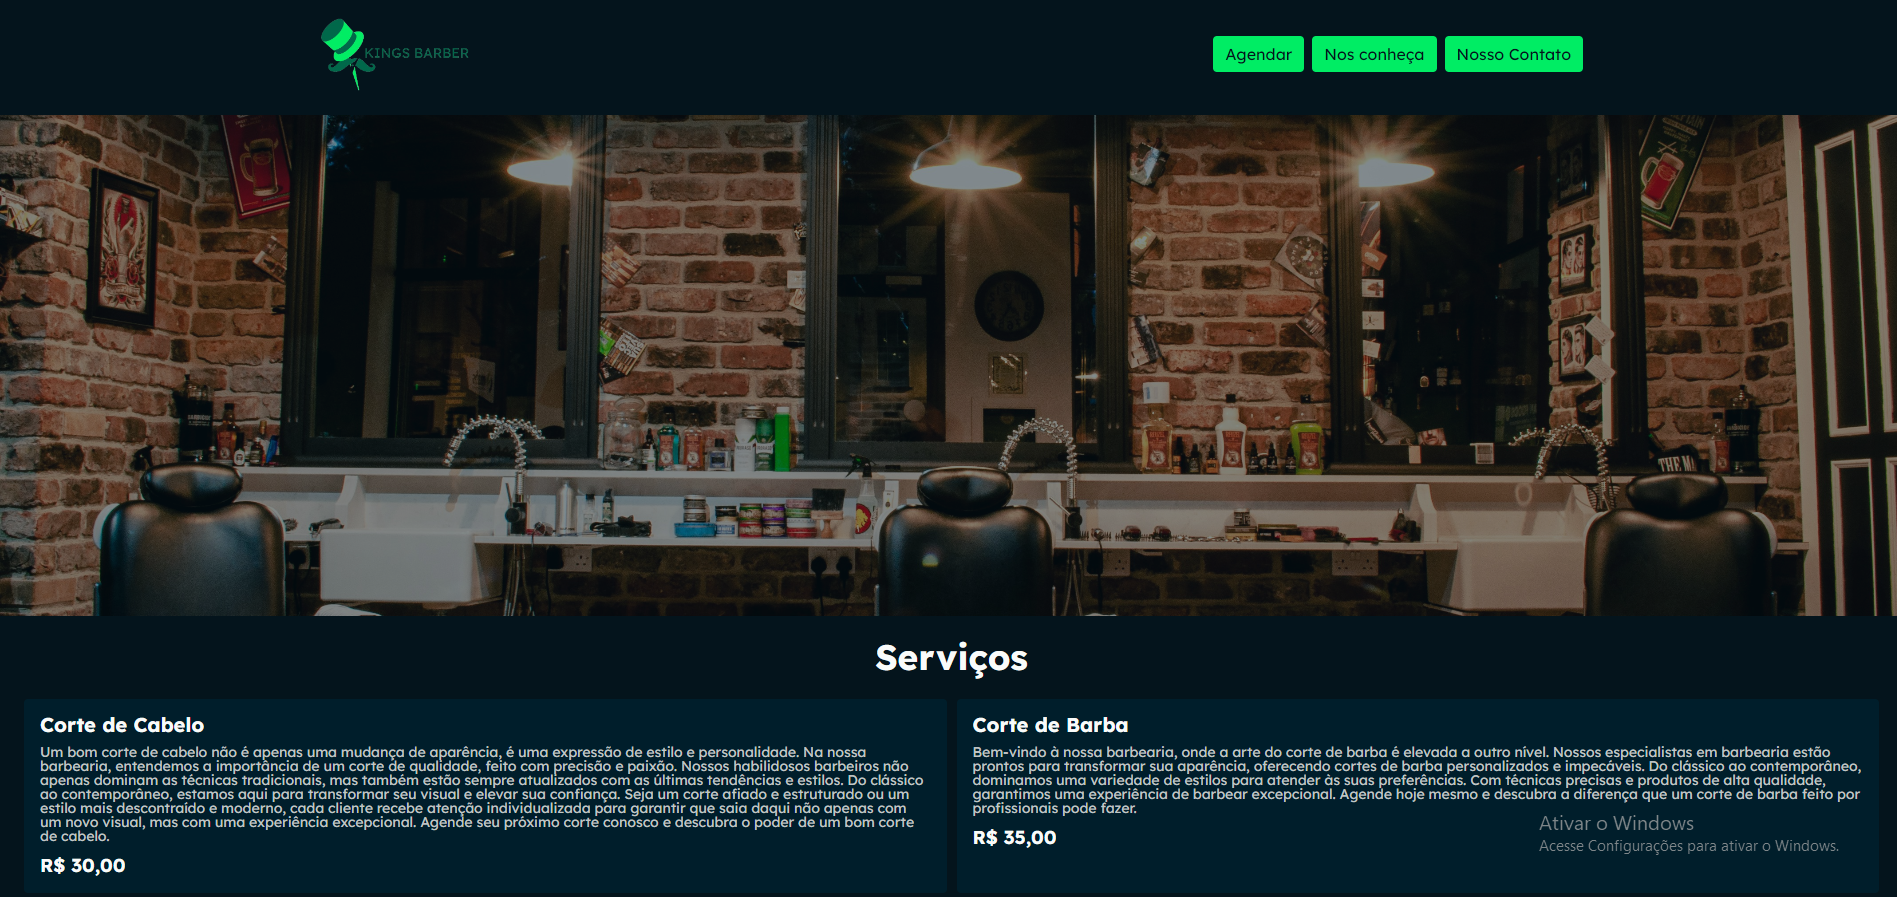 KINGS BARBER
Agendar
Nos conheça
Nosso Contato
THE M
Serviços
Corte de Cabelo
Um bom corte de cabelo não é apenas uma mudança de aparência, é uma expressão de estilo e personalidade. Na nossa
barbearia, entendemos a importância de um corte de qualidade, feito com precisão e paixão. Nossos habilidosos barbeiros não
apenas dominam as técnicas tradicionais, mas também estão sempre atualizados com as últimas tendências e estilos. Do clássico
ao contemporâneo, estamos aqui para transformar seu visual e elevar sua confiança. Seja um corte afiado e estruturado ou um
estilo mais descontraído e moderno, cada cliente recebe atenção individualizada para garantir que saia daqui não apenas com
um novo visual, mas com uma experiência excepcional. Agende seu próximo corte conosco e descubra o poder de um bom corte
de cabelo.
R$ 30,00
Corte de Barba
Bem-vindo à nossa barbearia, onde a arte do corte de barba é elevada a outro nível. Nossos especialistas em barbearia estão
prontos para transformar sua aparência, oferecendo cortes de barba personalizados e impecáveis. Do clássico ao contemporâneo,
dominamos uma variedade de estilos para atender às suas preferências. Com técnicas precisas e produtos de alta qualidade,
garantimos uma experiência de barbear excepcional. Agende hoje mesmo e descubra a diferença que um corte de barba feito por
profissionais pode fazer.
R$ 35,00
Ativar o Windows
Acesse Configurações para ativar o Windows.